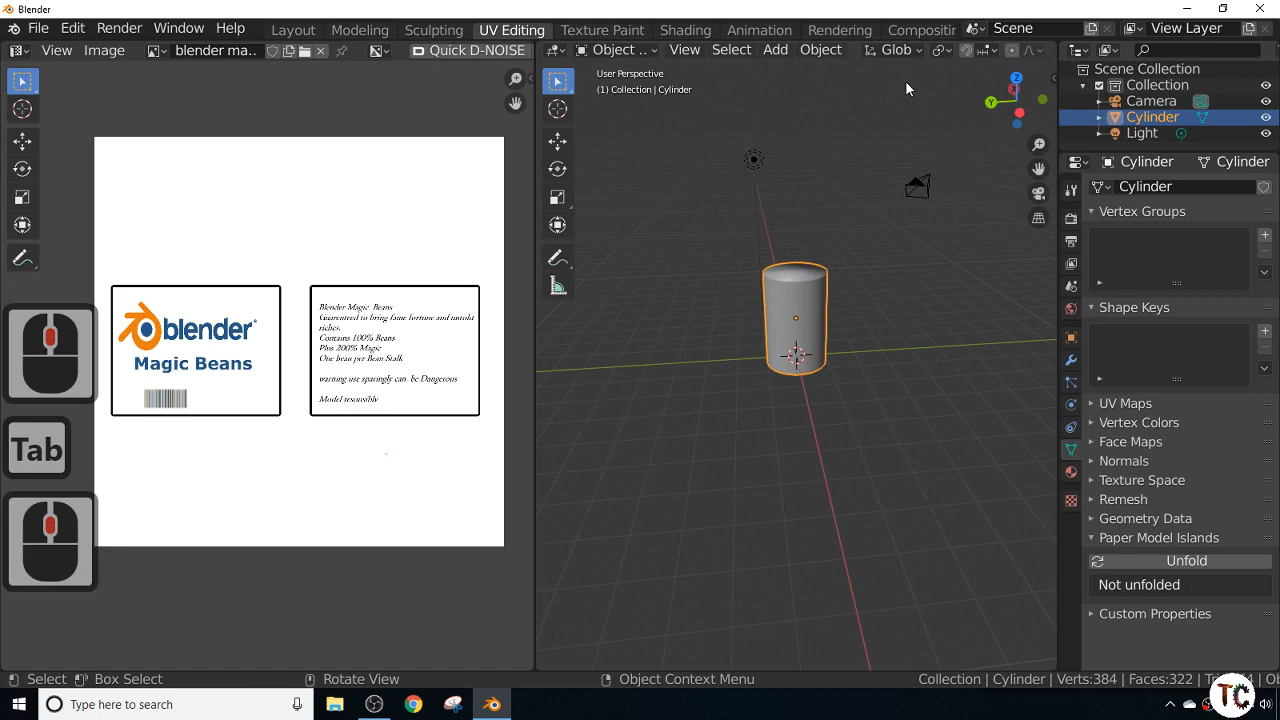 Blender
File Edit Render Window Help
Layout Modeling Sculpting UV Editing Texture Paint Shading Animation Rendering Compositin
Scene
View Layer
View Image
blender ma...
Quick D-NOISE
Object ..
View Select Add Object
Glob
Scene Collection
Collection
Camera
Cylinder
Light
User Perspective
(1) Collection | Cylinder
Z
X
Y
blender
Magic Beans
Blender Magic Beans
Guarenteed to bring fame fortune and untold
riches.
Contains 100% Beans
Plus 200% Magic
One bean per Bean Stalk
warning use sparingly can be Dangerous
Model resonsibly
Tab
Cylinder
Cylinder
Cylinder
Vertex Groups
Shape Keys
UV Maps
Vertex Colors
Face Maps
Normals
Texture Space
Remesh
Geometry Data
Paper Model Islands
Unfold
Not unfolded
Custom Properties
Select
Box Select
Rotate View
Object Context Menu
Collection | Cylinder | Verts:384 | Faces:322 |
Type here to search
TC